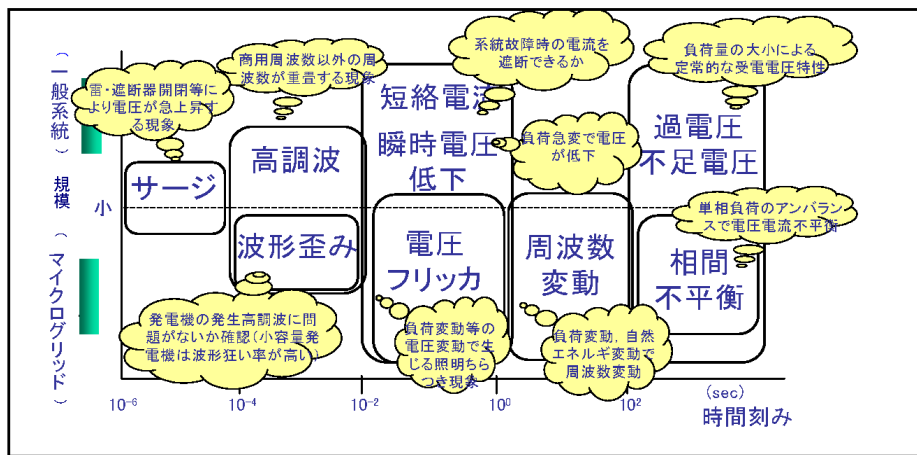 商用周波数以外の周
波数が重畳する現象
系統故障時の電流を
遮断できるか
負荷量の大小による
定常的な受電電圧特性
雷・遮断器開閉等に
より電圧が急上昇す
る現象
短絡電流
瞬時電圧
低下
負荷急変で電圧
が低下
過電圧
不足電圧
高調波
サージ
(一般系統)
規模
小
(マイクログリッド)
単相負荷のアンバラン
スで電圧電流不平衡
波形歪み
電圧
フリッカ
周波数
変動
相間
不平衡
発電機の発生高調波に問
題がないか確認(小容量発
電機は波形狂い率が高い)
負荷変動等の
電圧変動で生
じる照明ちら
つき現象
負荷変動, 自然
エネルギ変動で
周波数変動
10⁻⁶
10⁻⁴
10⁻²
10⁰
10²
(sec)
時間刻み